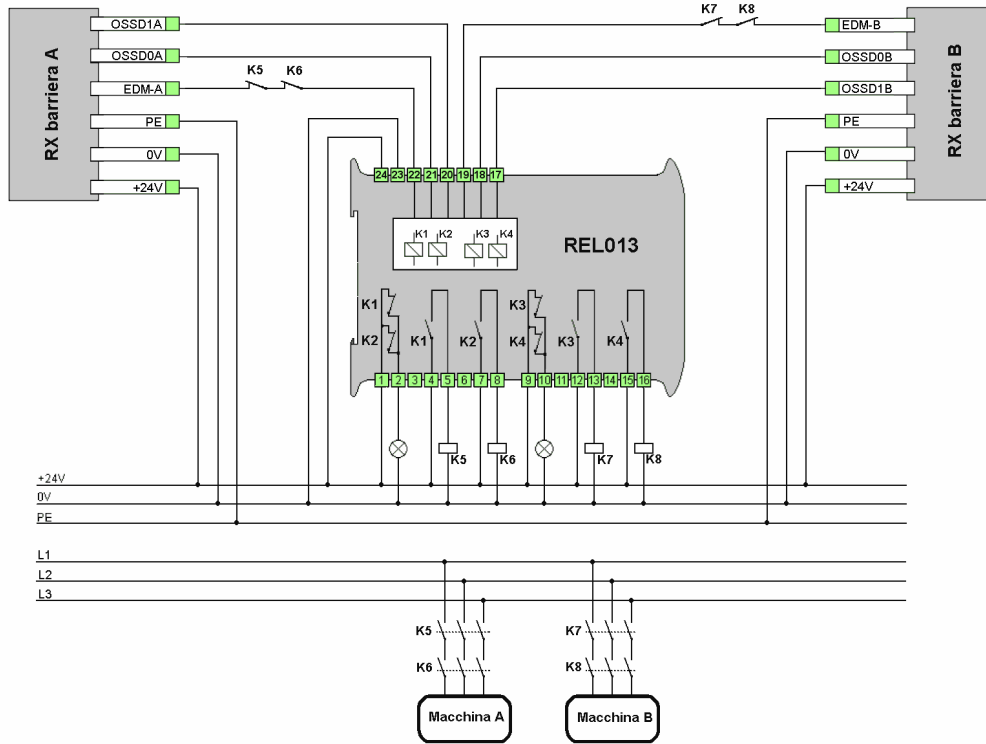 RX barriera A
OSSD1A
OSSD0A
EDM-A
PE
0V
+24V
K5 K6
K7 K8
EDM-B
OSSD0B
OSSD1B
PE
0V
+24V
RX barriera B
24 23 22 21 20 19 18 17
K1 K2 K3 K4
REL013
K1
K2
K1
K2
K3
K4
K3
K4
1 2 3 4 5 6 7 8 9 10 11 12 13 14 15 16
K5 K6 K7 K8
+24V
0V
PE
L1
L2
L3
K5
K6
K7
K8
Macchina A
Macchina B